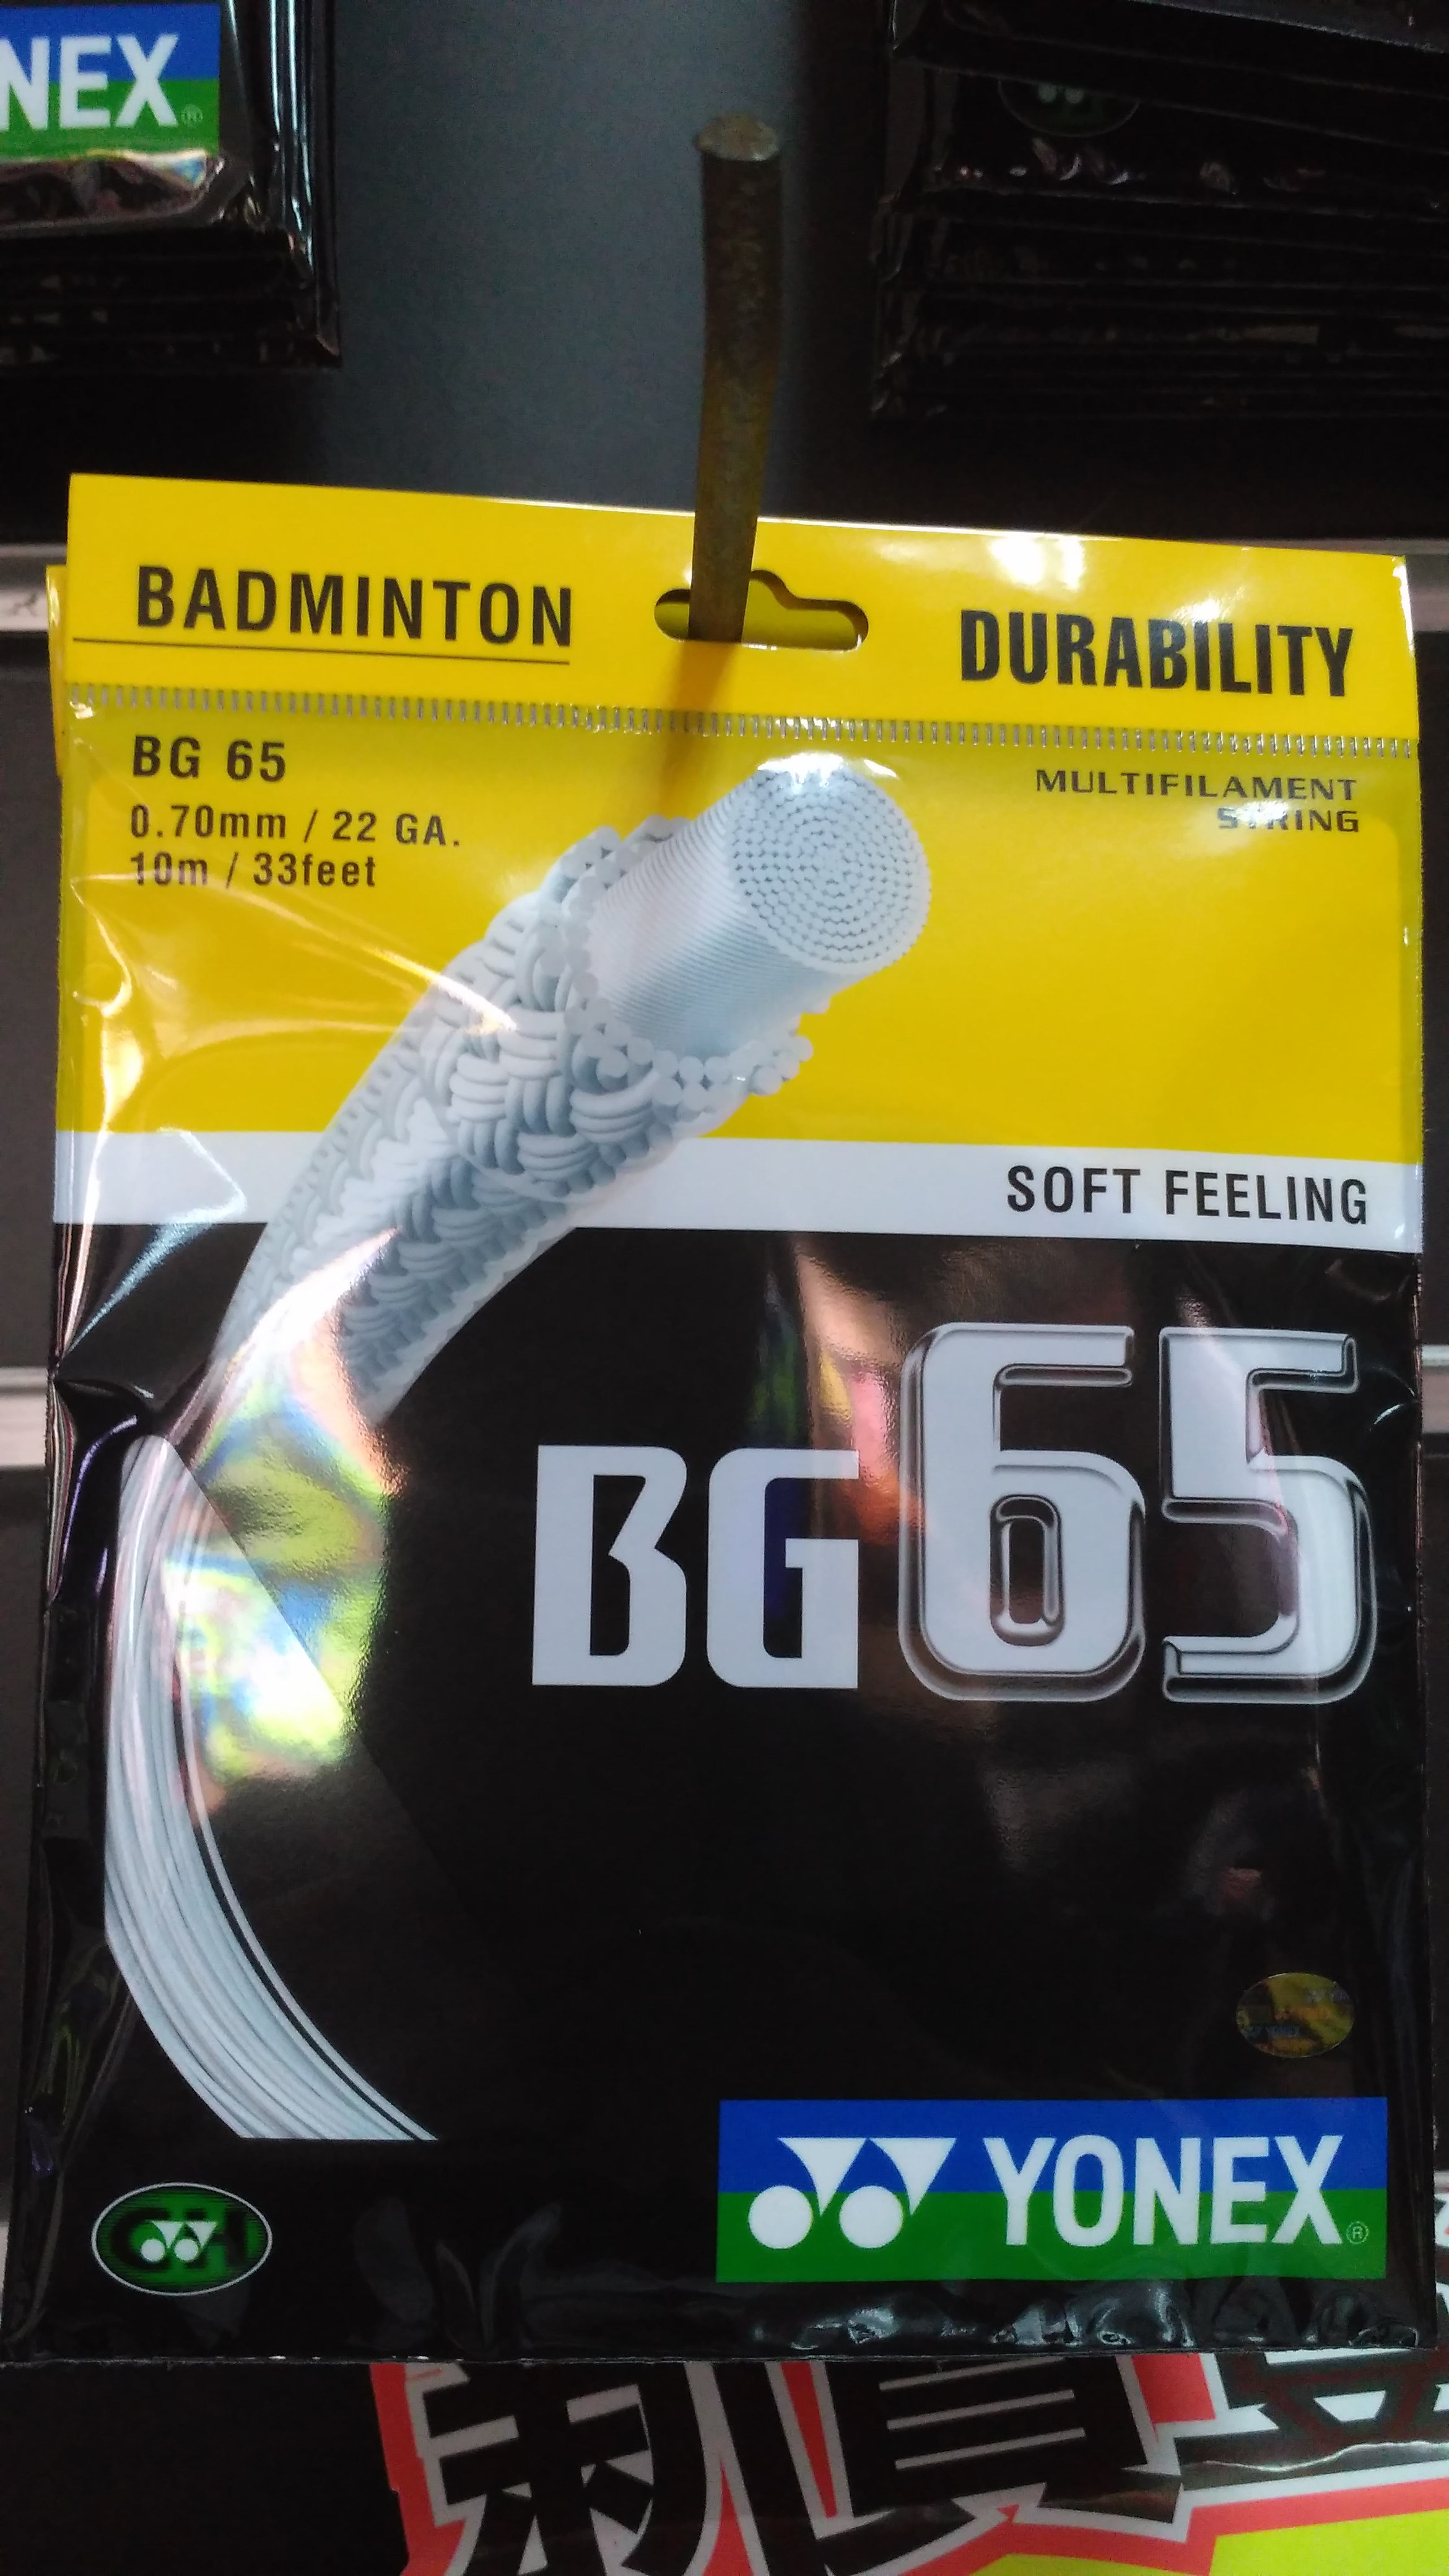 NEX®
BADMINTON
DURABILITY
BG 65
0.70mm / 22 GA.
10m / 33feet
MULTIFILAMENT
STRING
SOFT FEELING
BG65
YONEX®